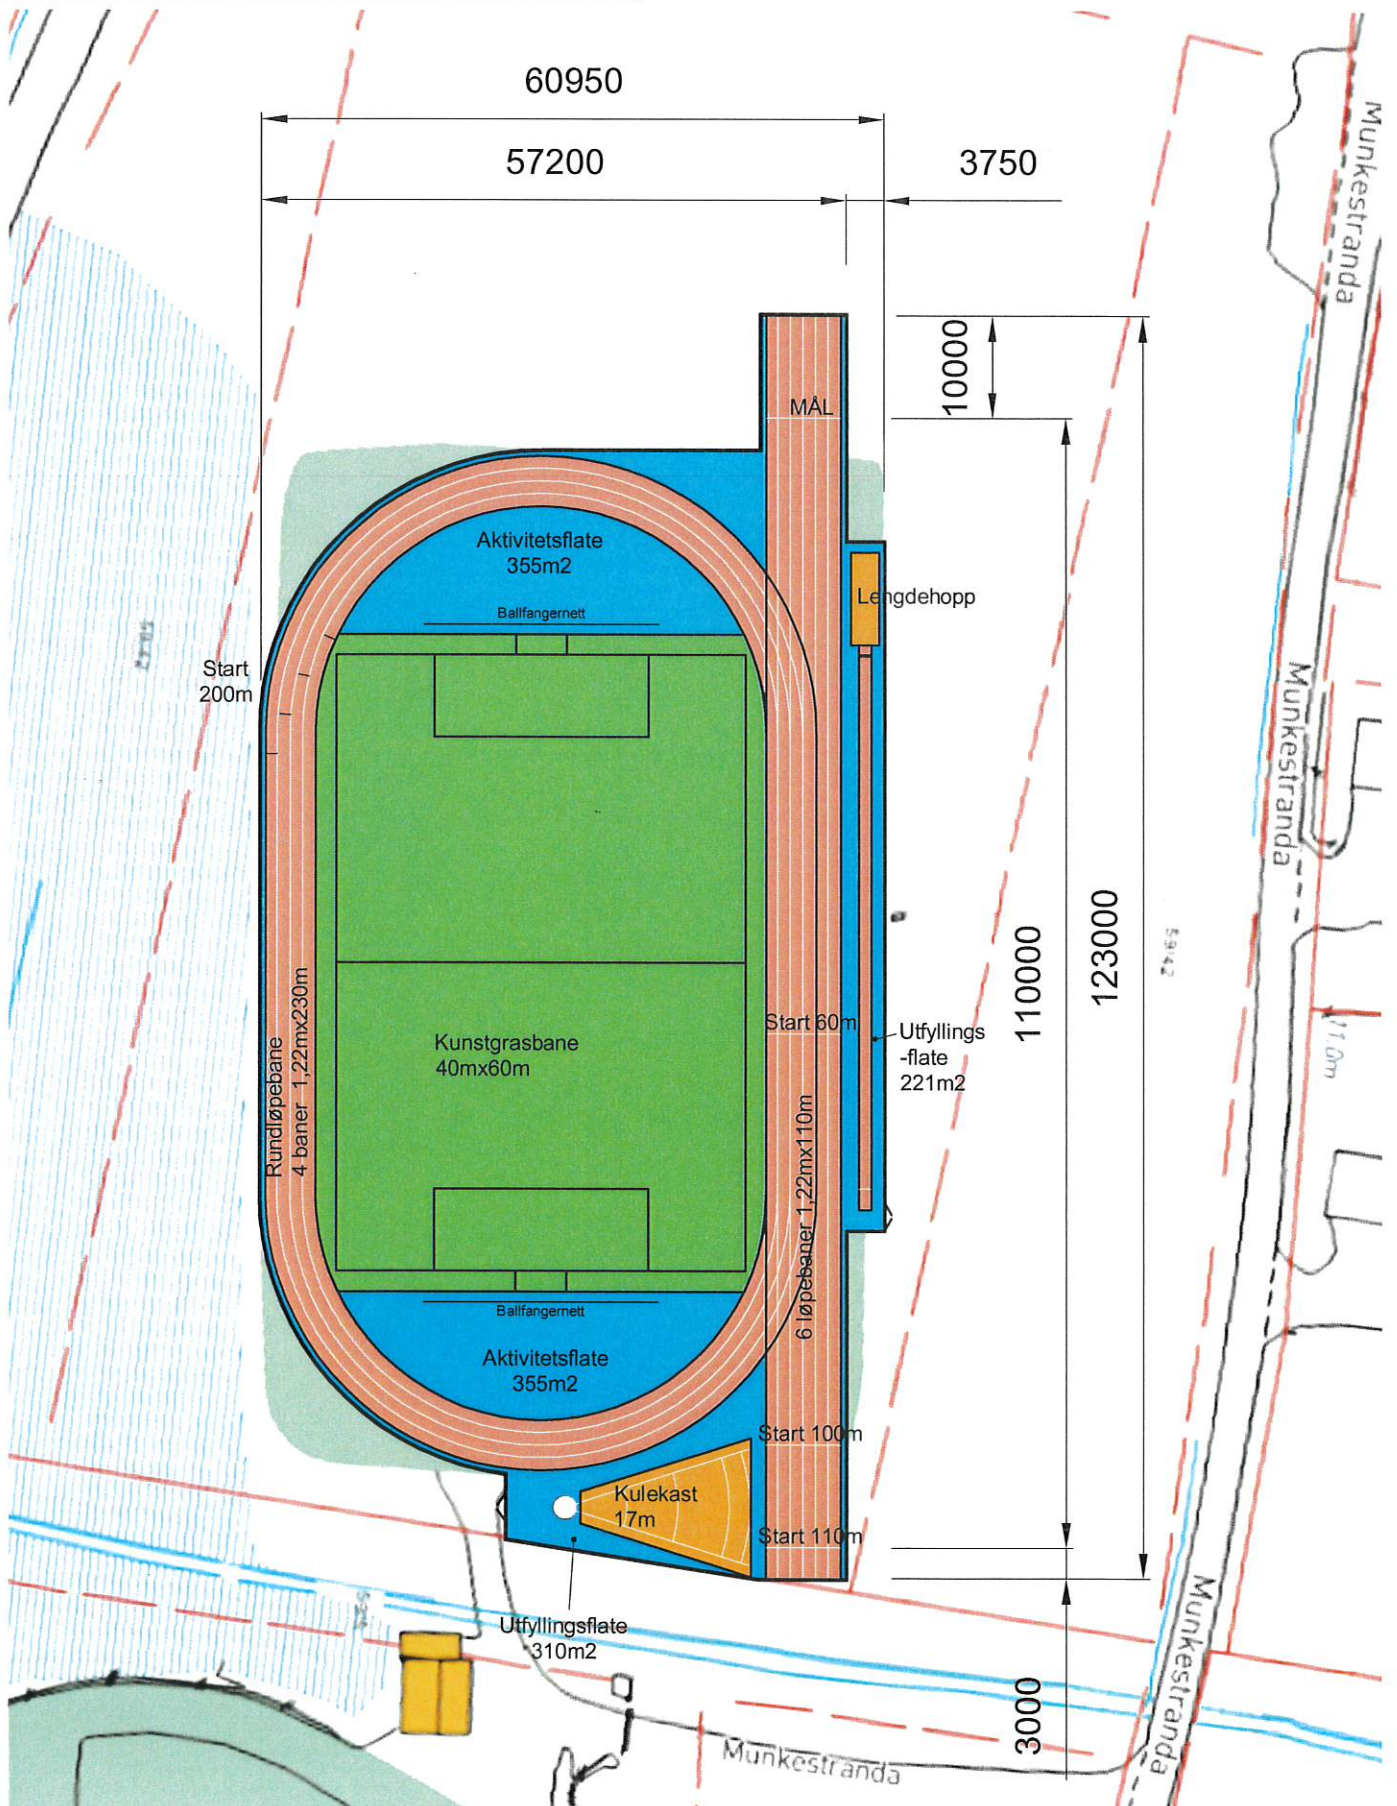 60950
57200
3750
Munkestranda
10000
MÅL
Aktivitetsflate
355m2
Ballfangernett
Lengdehopp
Start
200m
Munkestranda
123000
110000
59:42
Rundløpebane
4 baner 1,22mx230m
Kunstgrasbane
40mx60m
Start 60m
Utfyllings
-flate
221m2
6 løpebaner 1,22mx110m
Ballfangernett
Aktivitetsflate
355m2
Start 100m
Kulekast
17m
Start 110m
Utfyllingsflate
310m2
3000
Munkestranda
Munkestranda